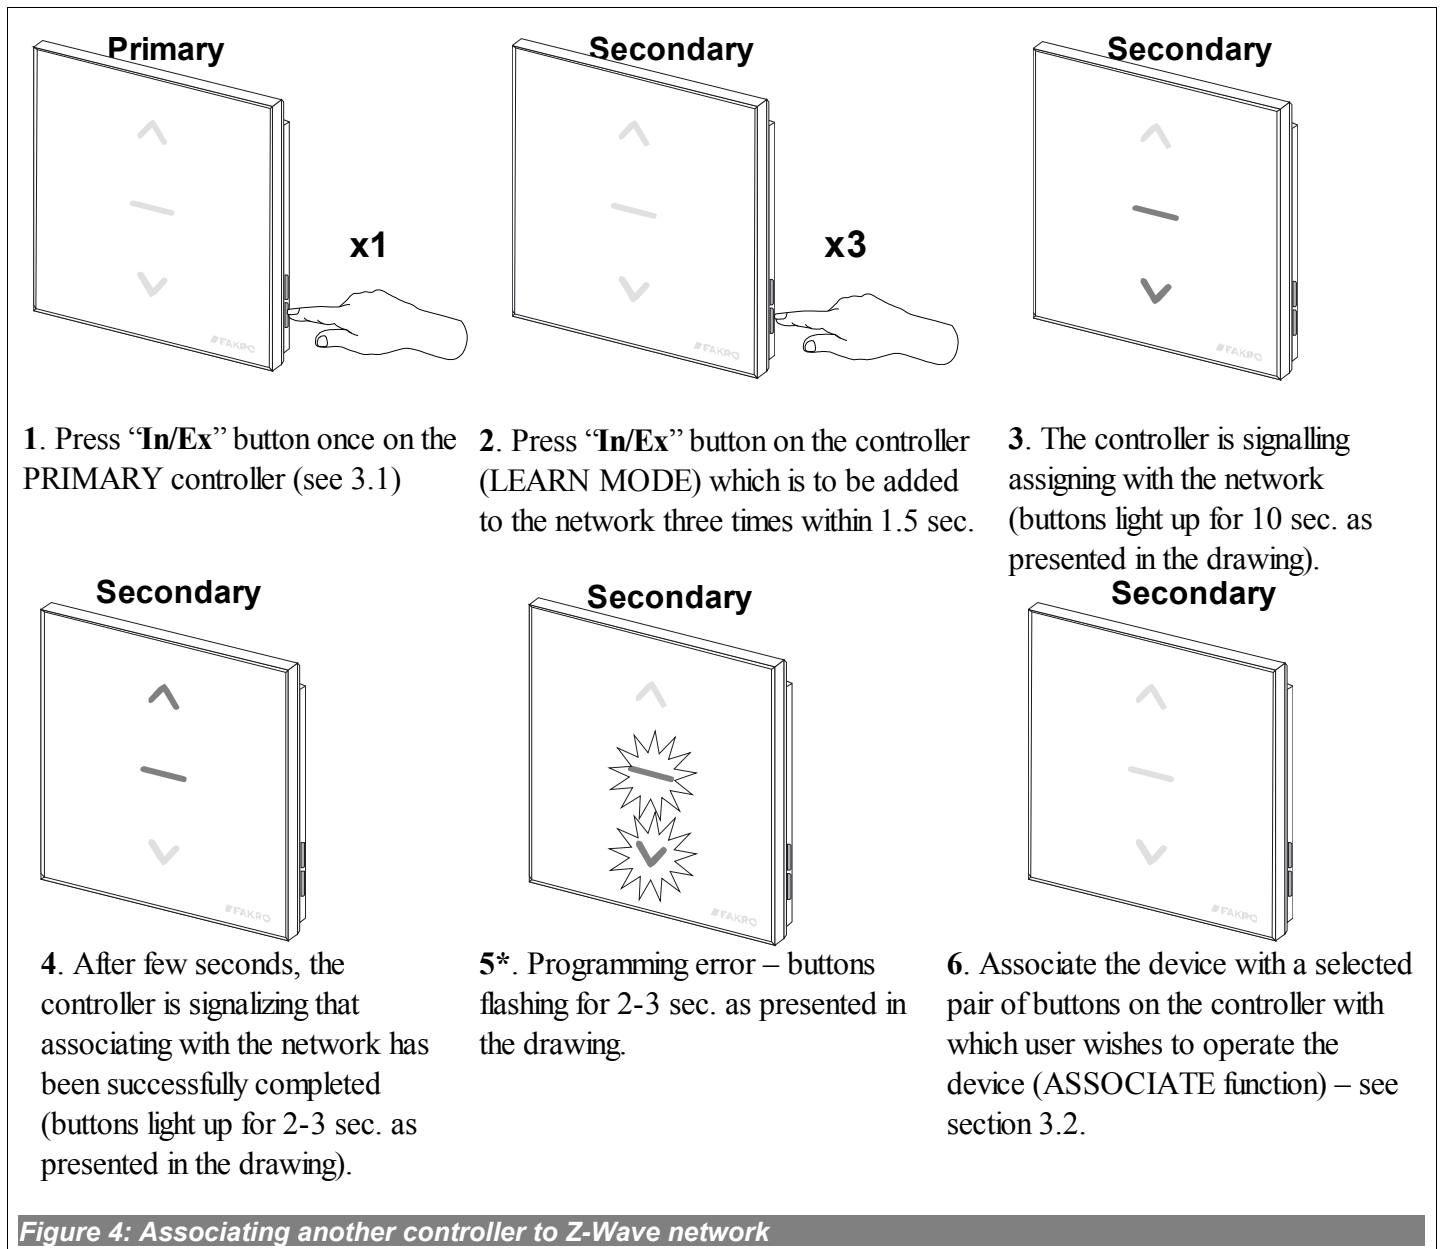 Primary
Secondary
Secondary
x1
x3
FAKRO
FAKRO
FAKRO
1. Press “In/Ex” button once on the
PRIMARY controller (see 3.1)
2. Press “In/Ex” button on the controller
(LEARN MODE) which is to be added
to the network three times within 1.5 sec.
3. The controller is signalling
assigning with the network
(buttons light up for 10 sec. as
presented in the drawing).
Secondary
Secondary
Secondary
FAKRO
FAKRO
FAKRO
4. After few seconds, the
controller is signalizing that
associating with the network has
been successfully completed
(buttons light up for 2-3 sec. as
presented in the drawing).
5*. Programming error – buttons
flashing for 2-3 sec. as presented in
the drawing.
6. Associate the device with a selected
pair of buttons on the controller with
which user wishes to operate the
device (ASSOCIATE function) – see
section 3.2.
Figure 4: Associating another controller to Z-Wave network